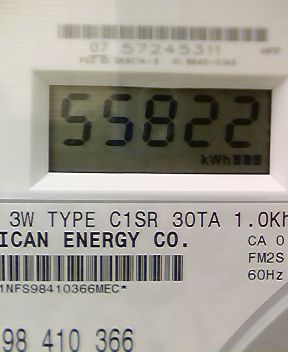 07 57245311
55822
kWh
3W TYPE C1SR 30TA 1.0Kh
ICAN ENERGY CO.
CA 0
FM2S
60Hz
1NFS98410366MEC*
98 410 366